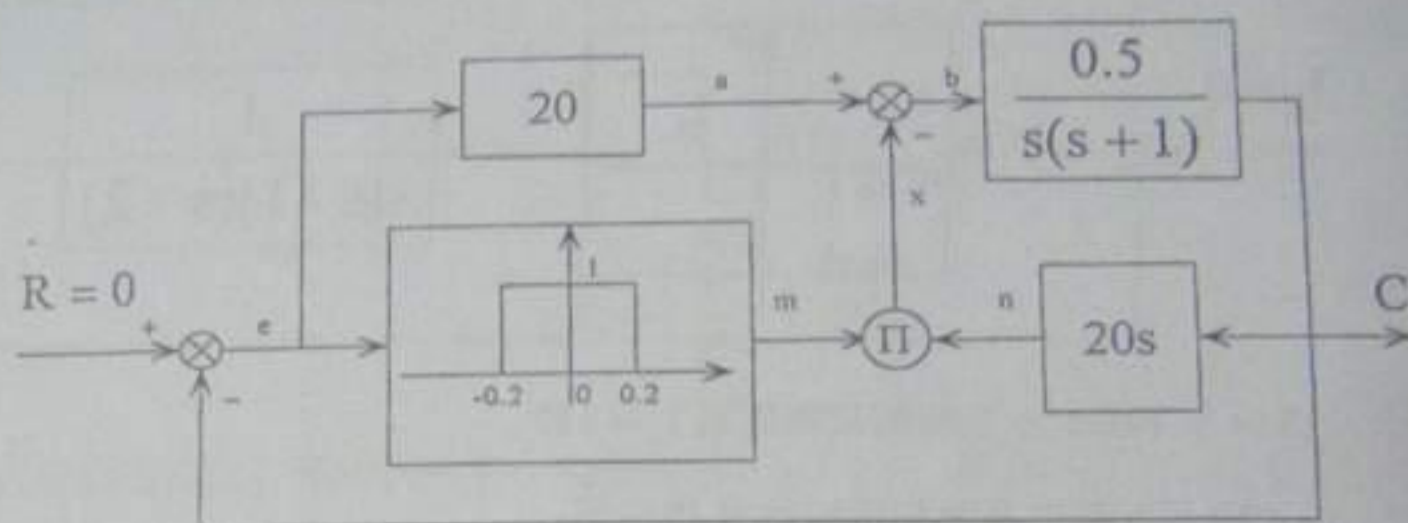 0.5
20 a + b
s(s + 1)
−
x
1
R = 0 m n C
+ e Π 20s
-0.2 0 0.2
−